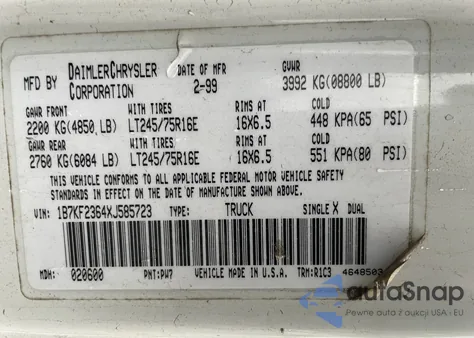 MFD BY DAIMLERCHRYSLER CORPORATION DATE OF MFR 2-99 GVWR 3992 KG(08800 LB)
GAWR FRONT WITH TIRES RIMS AT COLD
2200 KG(4850 LB) LT245/75R16E 16X6.5 448 KPA(65 PSI)
GAWR REAR WITH TIRES RIMS AT COLD
2760 KG(6084 LB) LT245/75R16E 16X6.5 551 KPA(80 PSI)
THIS VEHICLE CONFORMS TO ALL APPLICABLE FEDERAL MOTOR VEHICLE SAFETY
STANDARDS IN EFFECT ON THE DATE OF MANUFACTURE SHOWN ABOVE.
VIN: 1B7KF2364XJ585723 TYPE: TRUCK SINGLE X DUAL
MDH: 020600 PNT:PW7 VEHICLE MADE IN U.S.A. TRM:R1C3 4648503
autoSnap
Pewne auta z aukcji USA - EU